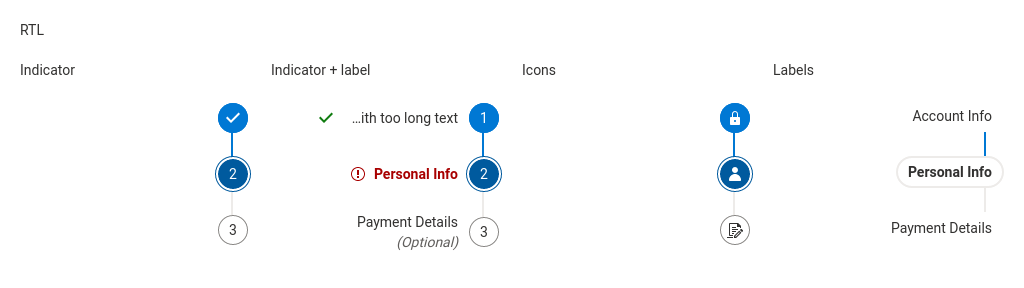 RTL
Indicator
Indicator + label
Icons
Labels
2
3
...ith too long text 1
Personal Info 2
Payment Details
(Optional)
3
Account Info
Personal Info
Payment Details